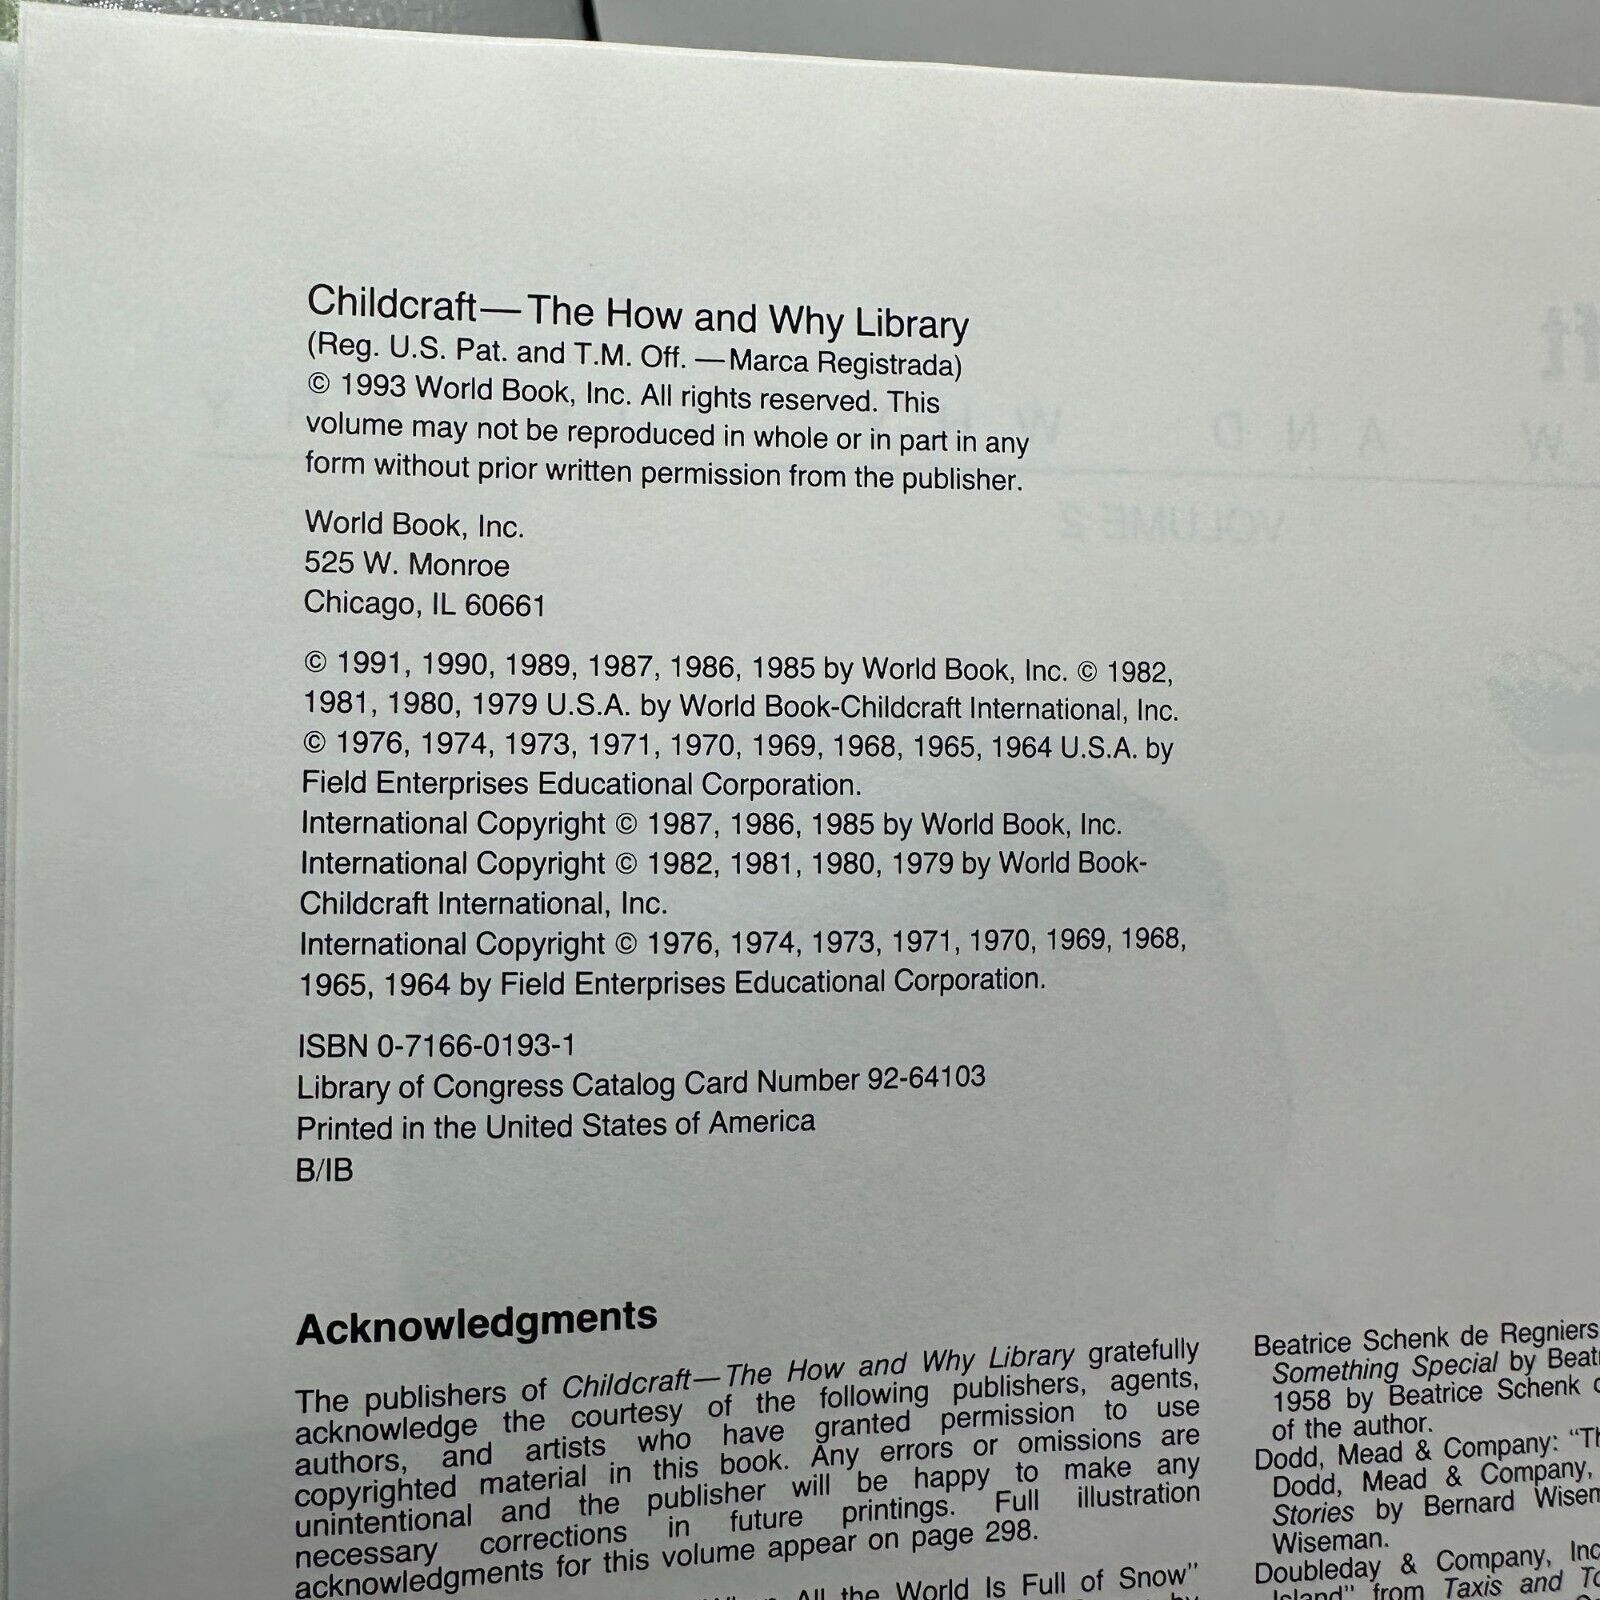 Childcraft—The How and Why Library
(Reg. U.S. Pat. and T.M. Off. —Marca Registrada)
© 1993 World Book, Inc. All rights reserved. This
volume may not be reproduced in whole or in part in any
form without prior written permission from the publisher.
World Book, Inc.
525 W. Monroe
Chicago, IL 60661
© 1991, 1990, 1989, 1987, 1986, 1985 by World Book, Inc. © 1982,
1981, 1980, 1979 U.S.A. by World Book-Childcraft International, Inc.
© 1976, 1974, 1973, 1971, 1970, 1969, 1968, 1965, 1964 U.S.A. by
Field Enterprises Educational Corporation.
International Copyright © 1987, 1986, 1985 by World Book, Inc.
International Copyright © 1982, 1981, 1980, 1979 by World Book-
Childcraft International, Inc.
International Copyright © 1976, 1974, 1973, 1971, 1970, 1969, 1968,
1965, 1964 by Field Enterprises Educational Corporation.
ISBN 0-7166-0193-1
Library of Congress Catalog Card Number 92-64103
Printed in the United States of America
B/IB
Acknowledgments
The publishers of Childcraft—The How and Why Library gratefully
acknowledge the courtesy of the following publishers, agents,
authors, and artists who have granted permission to use
copyrighted material in this book. Any errors or omissions are
unintentional and the publisher will be happy to make any
necessary corrections in future printings. Full illustration
acknowledgments for this volume appear on page 298.
All the World Is Full of Snow"
Beatrice Schenk de Regniers
Something Special by
1958 by Beatrice Schenk
of the author.
Dodd, Mead & Company:
Dodd, Mead & Company,
Stories by Bernard
Wiseman.
Doubleday & Company,
Island" from Taxis and
VOLUME 2